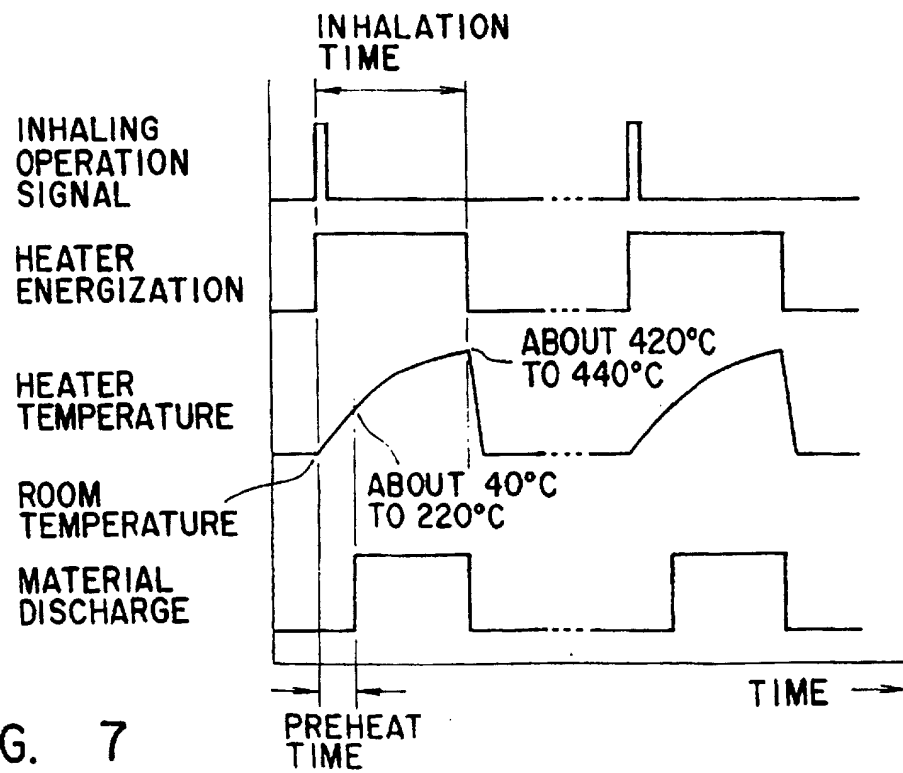 INHALATION
TIME
INHALING
OPERATION
SIGNAL
HEATER
ENERGIZATION
ABOUT 420°C
TO 440°C
HEATER
TEMPERATURE
ABOUT 40°C
TO 220°C
ROOM
TEMPERATURE
MATERIAL
DISCHARGE
TIME
PREHEAT
TIME
G. 7